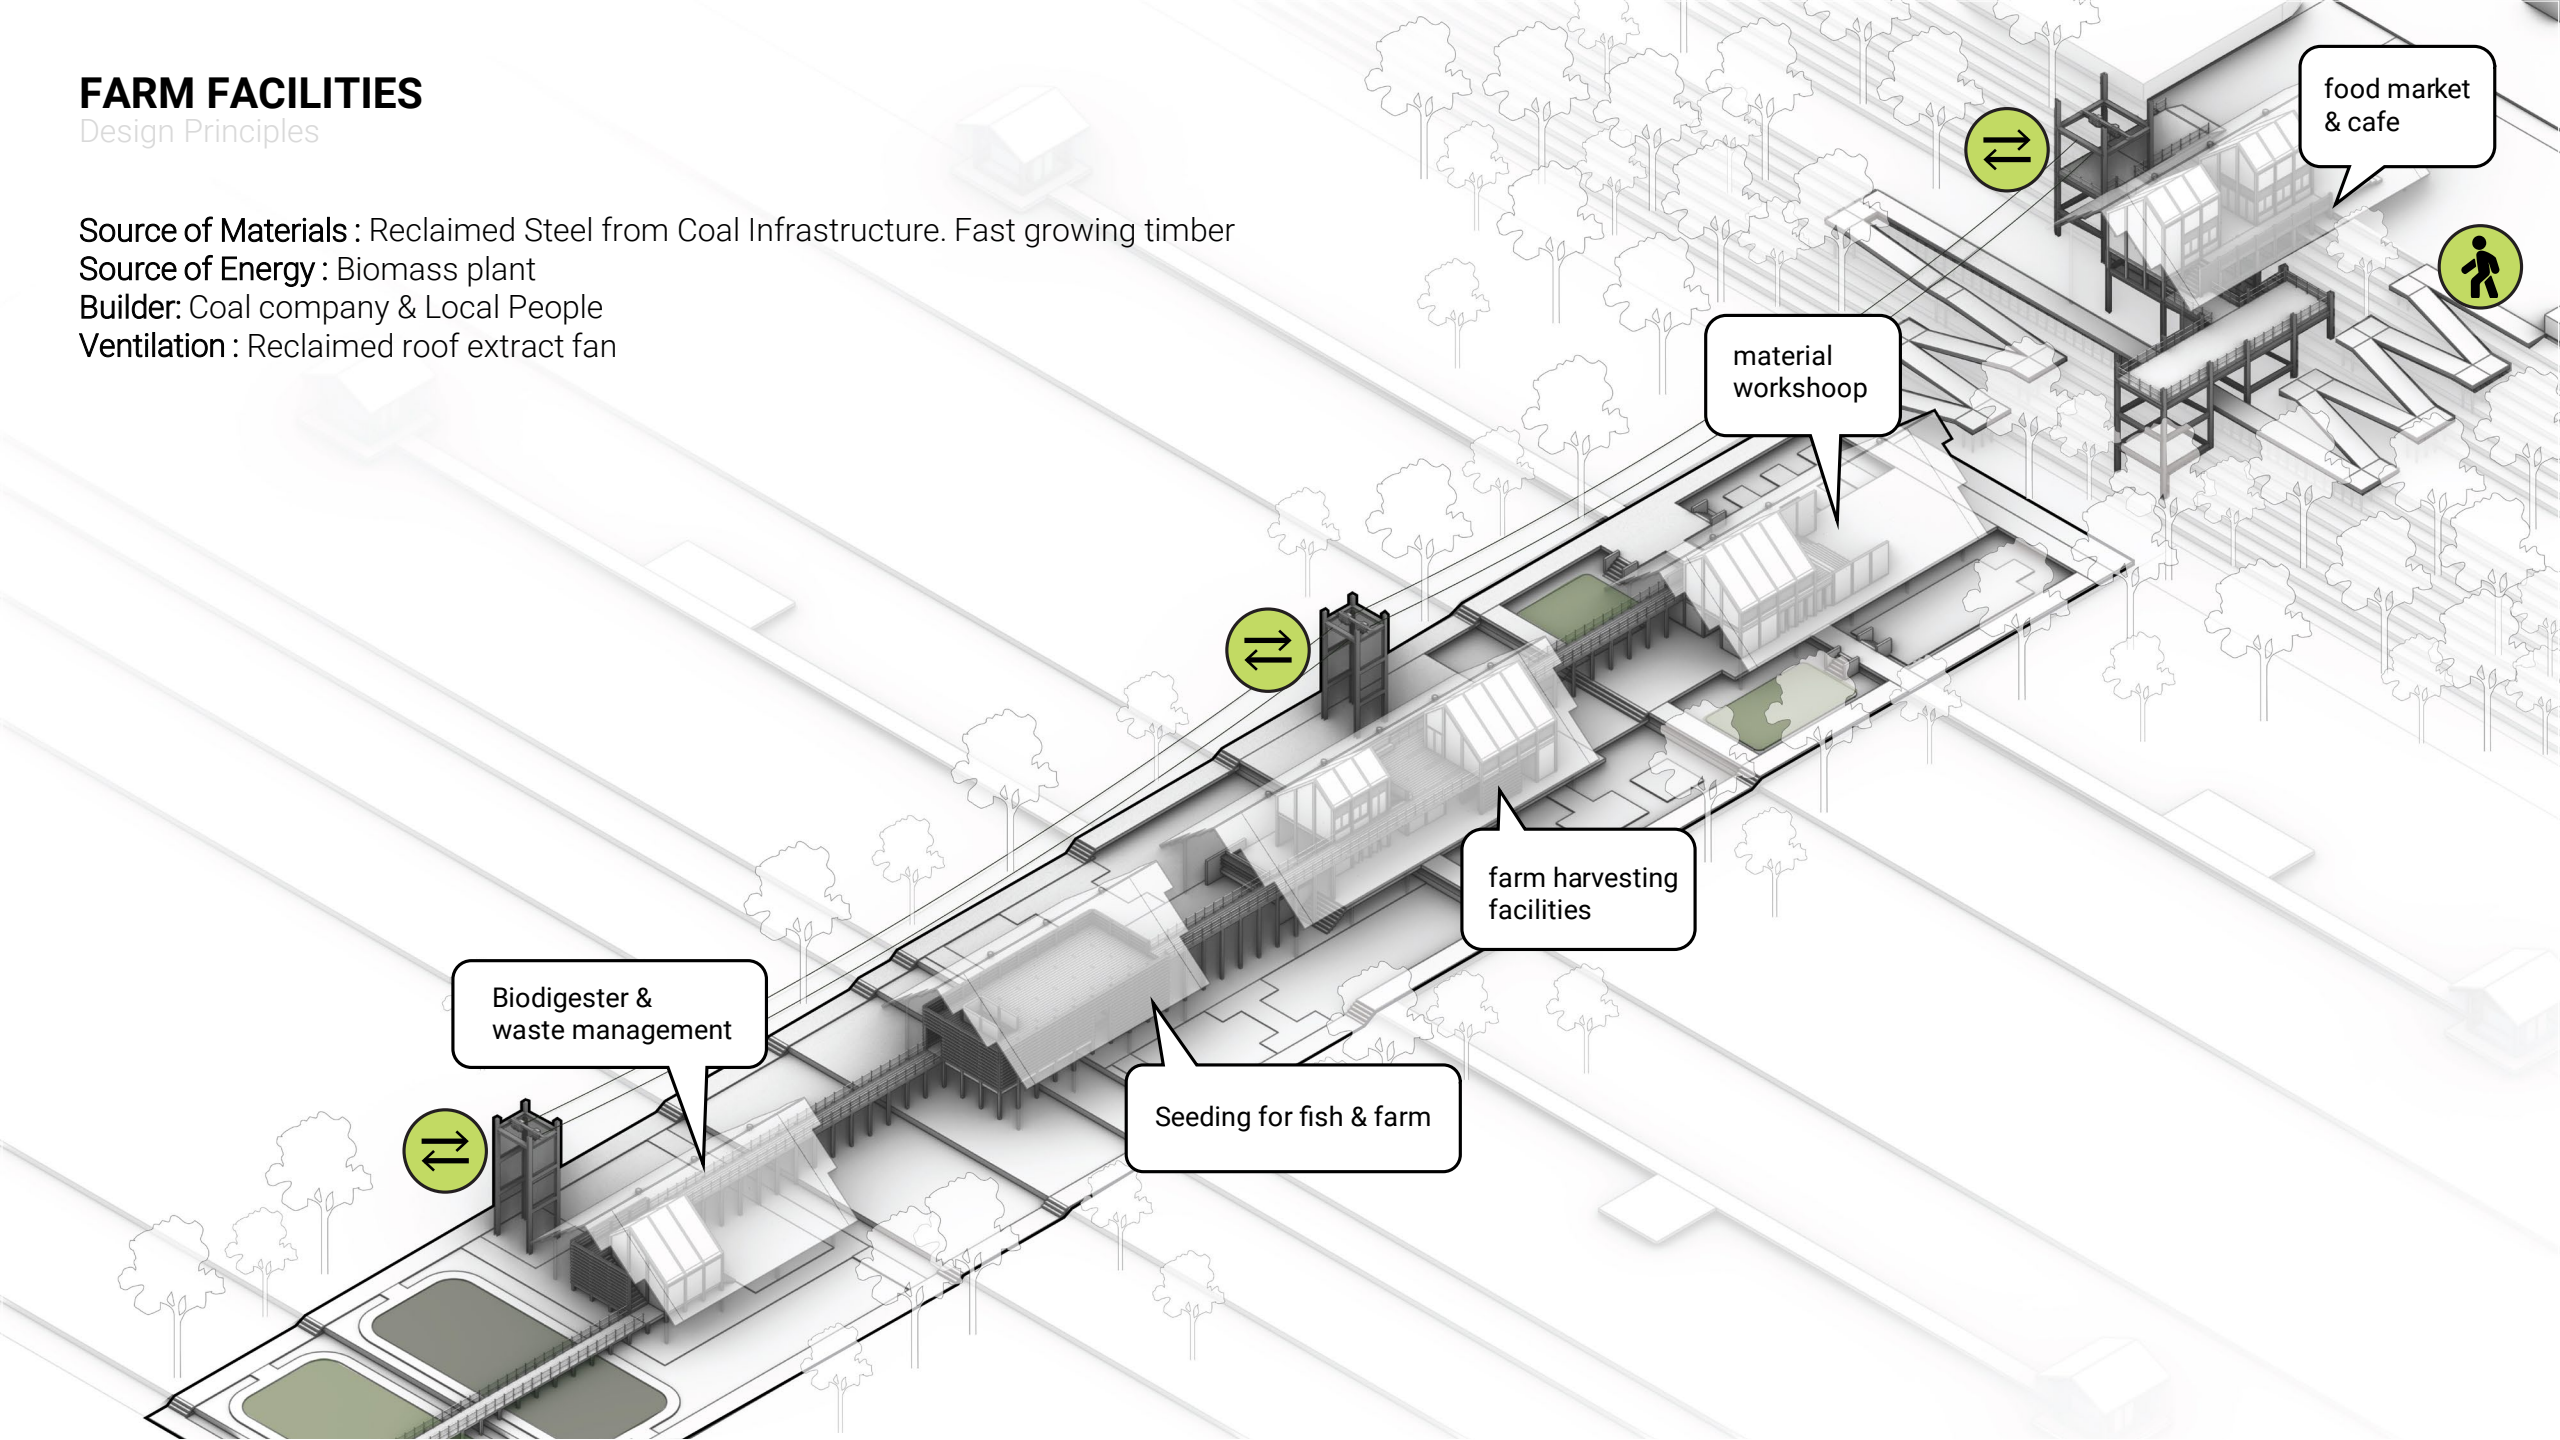 FARM FACILITIES
Design Principles
Source of Materials : Reclaimed Steel from Coal Infrastructure. Fast growing timber
Source of Energy : Biomass plant
Builder: Coal company & Local People
Ventilation : Reclaimed roof extract fan
food market
& cafe
material
workshoop
farm harvesting
facilities
Biodigester &
waste management
Seeding for fish & farm